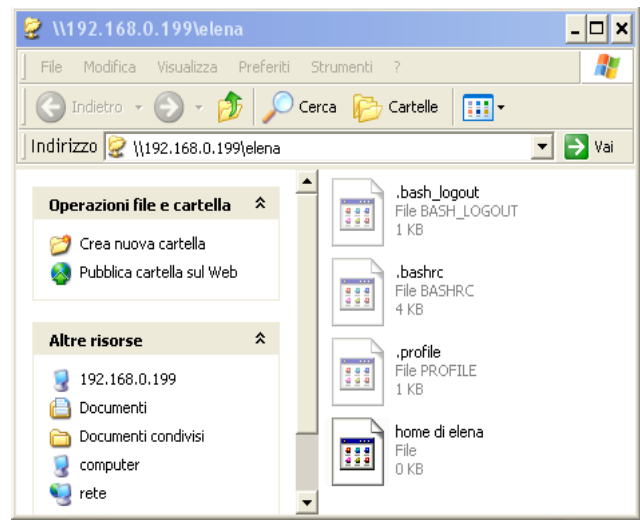 \\192.168.0.199\elena
File Modifica Visualizza Preferiti Strumenti ?
Indietro Cerca Cartelle
Indirizzo \\192.168.0.199\elena Vai
Operazioni file e cartella
Crea nuova cartella
Pubblica cartella sul Web
Altre risorse
192.168.0.199
Documenti
Documenti condivisi
computer
rete
.bash_logout
File BASH_LOGOUT
1 KB
.bashrc
File BASHRC
4 KB
.profile
File PROFILE
1 KB
home di elena
File
0 KB